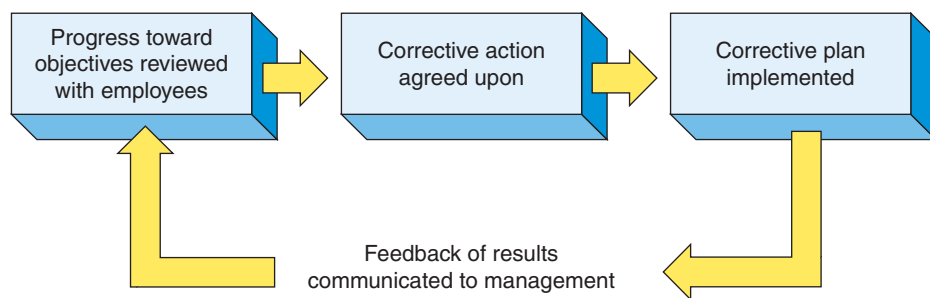 Progress toward
objectives reviewed
with employees
Corrective action
agreed upon
Corrective plan
implemented
Feedback of results
communicated to management